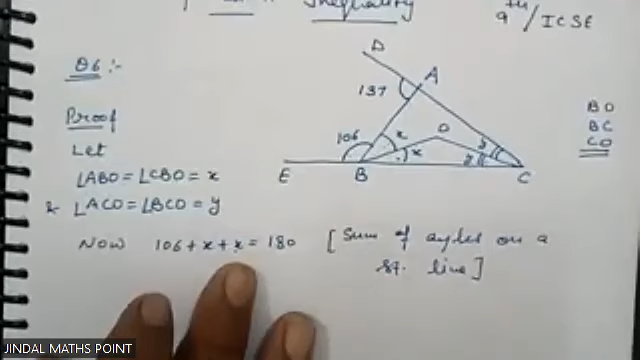 Inequality
9th/ICSE
Q6:-
Proof
Let
∠ABO = ∠CBO = x
& ∠ACO = ∠BCO = y
Now 106 + x + x = 180 [Sum of angles on a
st. line]
D
A
137
106
x
O
x
y
y
E
B
C
BO
BC
CO
JINDAL MATHS POINT